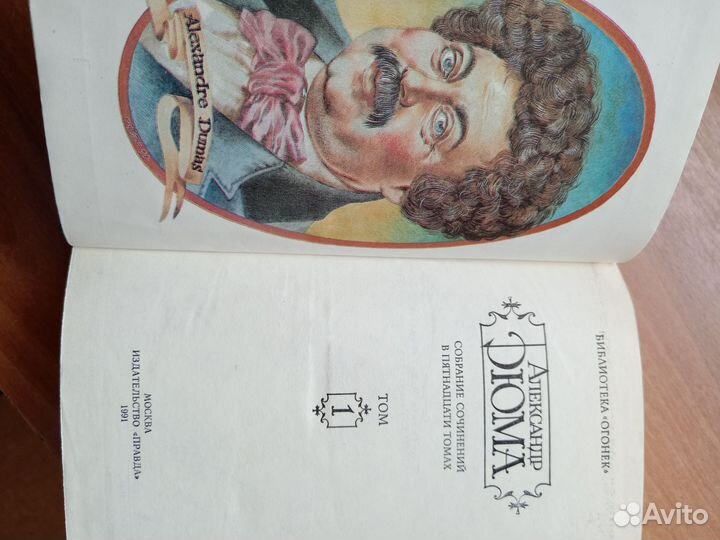 Alexandre Dumas
БИБЛИОТЕКА «ОГОНЕК»
АЛЕКСАНДР
ДЮМА
СОБРАНИЕ СОЧИНЕНИЙ
В ПЯТНАДЦАТИ ТОМАХ
ТОМ
1
МОСКВА
ИЗДАТЕЛЬСТВО «ПРАВДА»
1991
Avito